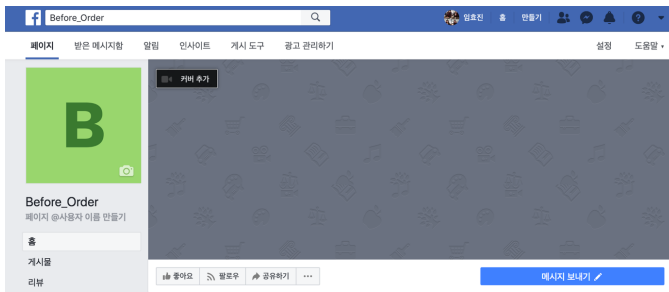 Before_Order
임효진 홈 만들기
페이지 받은 메시지함 알림 인사이트 게시 도구 광고 관리하기 설정 도움말
커버 추가
B
Before_Order
페이지 @사용자 이름 만들기
홈
게시물
리뷰
좋아요 팔로우 공유하기 ...
메시지 보내기